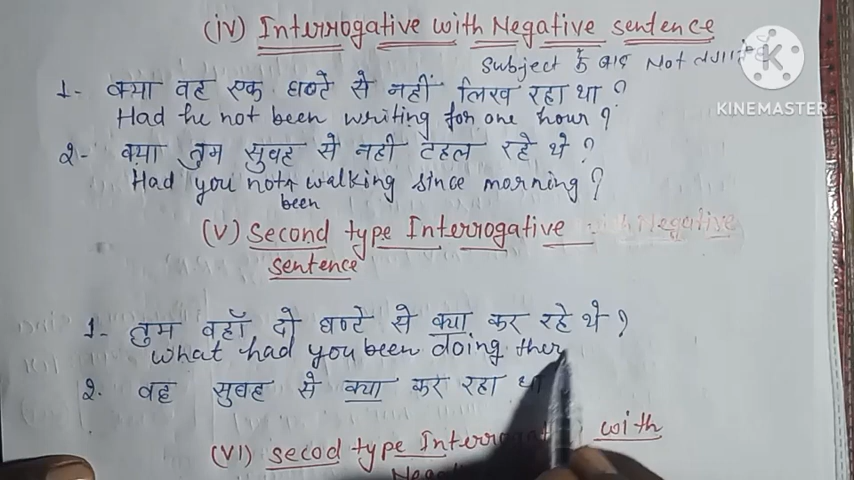 (iv) Interrogative with Negative sentence
Subject के बाद Not
KINEMASTER
1- क्या वह एक घण्टे से नहीं लिख रहा था ?
Had he not been writing for one hour ?
2- क्या तुम सुबह से नही टहल रहे थे ?
Had you not walking since morning ?
been
(V) Second type Interrogative with Negative
sentence
1- तुम वहाँ दो घण्टे से क्या कर रहे थे ?
What had you been doing ther
2. वह सुबह से क्या कर रहा था
(VI) secod type with